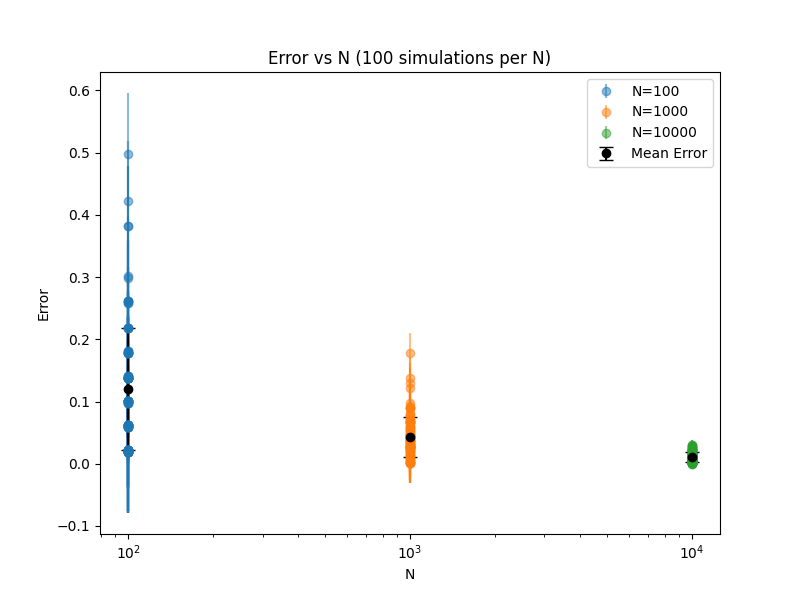 Error vs N (100 simulations per N)
N=100
N=1000
N=10000
Mean Error
0.6
0.5
0.4
0.3
0.2
0.1
0.0
−0.1
Error
10²
10³
10⁴
N